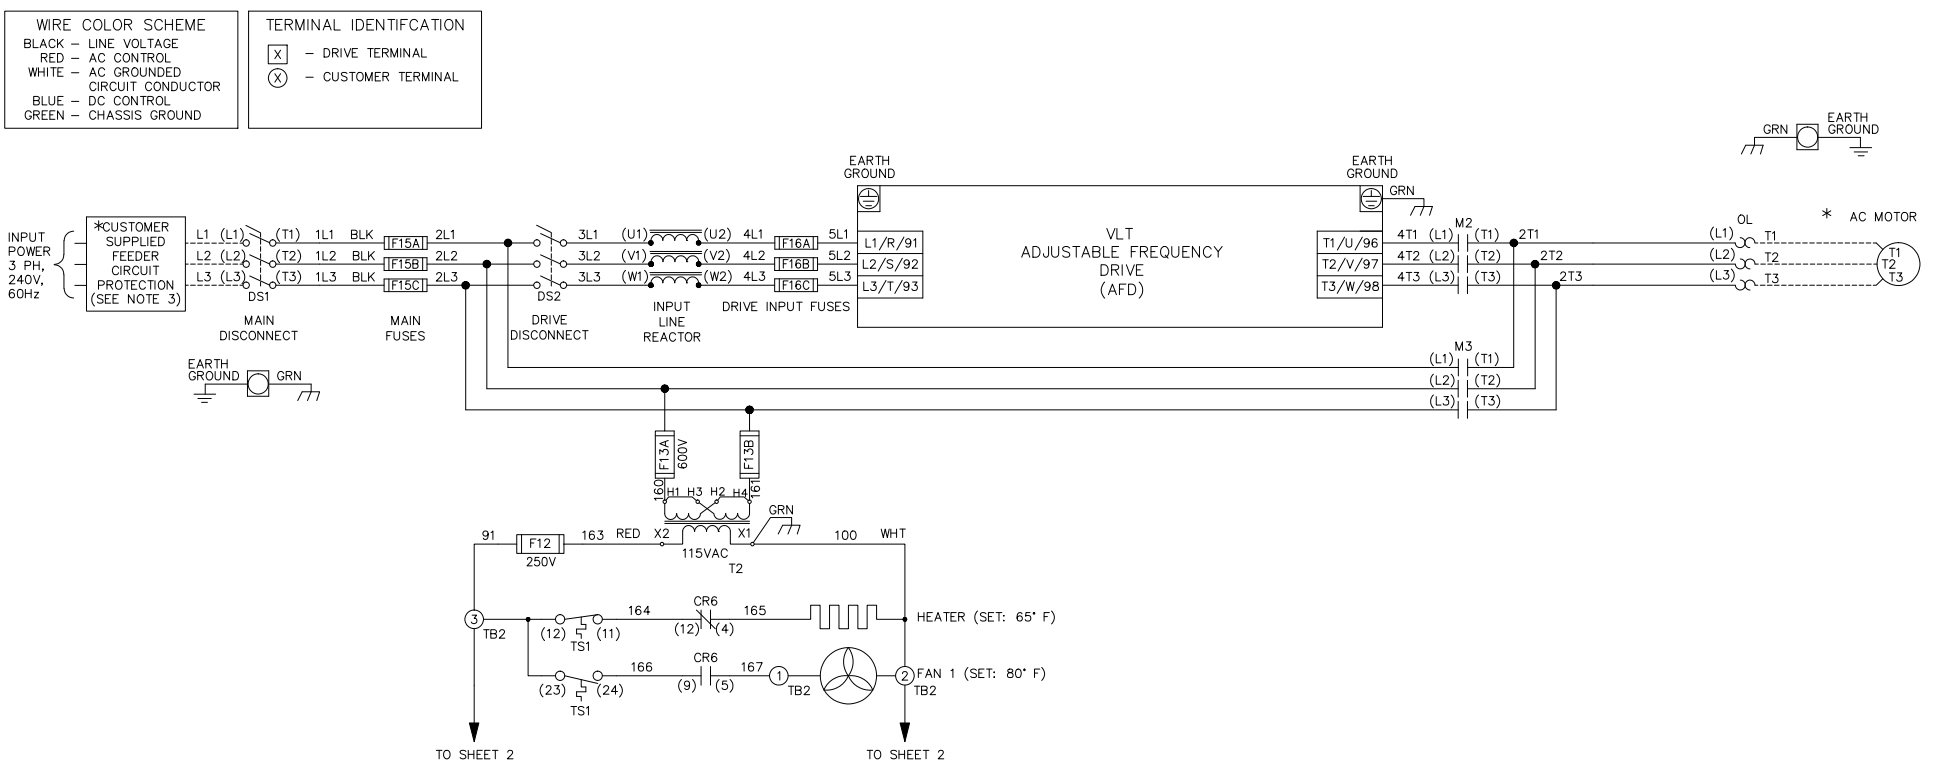 WIRE COLOR SCHEME
BLACK – LINE VOLTAGE
RED – AC CONTROL
WHITE – AC GROUNDED
CIRCUIT CONDUCTOR
BLUE – DC CONTROL
GREEN – CHASSIS GROUND
TERMINAL IDENTIFCATION
X – DRIVE TERMINAL
X – CUSTOMER TERMINAL
GRN
EARTH
GROUND
EARTH
GROUND
EARTH
GROUND
GRN
INPUT
POWER
3 PH,
240V,
60Hz
*CUSTOMER
SUPPLIED
FEEDER
CIRCUIT
PROTECTION
(SEE NOTE 3)
L1 (L1) (T1) 1L1 BLK F15A 2L1 3L1 (U1) (U2) 4L1 F16A 5L1 L1/R/91
L2 (L2) (T2) 1L2 BLK F15B 2L2 3L2 (V1) (V2) 4L2 F16B 5L2 L2/S/92
L3 (L3) (T3) 1L3 BLK F15C 2L3 3L3 (W1) (W2) 4L3 F16C 5L3 L3/T/93
DS1
DS2
MAIN
DISCONNECT
MAIN
FUSES
DRIVE
DISCONNECT
INPUT
LINE
REACTOR
DRIVE INPUT FUSES
VLT
ADJUSTABLE FREQUENCY
DRIVE
(AFD)
M2
OL
* AC MOTOR
T1/U/96 4T1 (L1) (T1) 2T1 (L1) T1
T2/V/97 4T2 (L2) (T2) 2T2 (L2) T2
T3/W/98 4T3 (L3) (T3) 2T3 (L3) T3
T1
T2
T3
M3
(L1) (T1)
(L2) (T2)
(L3) (T3)
EARTH
GROUND
GRN
F13A
600V
F13B
160
161
H1 H3 H2 H4
GRN
91 F12 163 RED X2 X1 100 WHT
250V
115VAC
T2
3
TB2
164 CR6 165
(12) (11) (12) (4)
TS1
HEATER (SET: 65° F)
166 CR6 167
(23) (24) (9) (5)
TS1
1
TB2
2
TB2
FAN 1 (SET: 80° F)
TO SHEET 2
TO SHEET 2